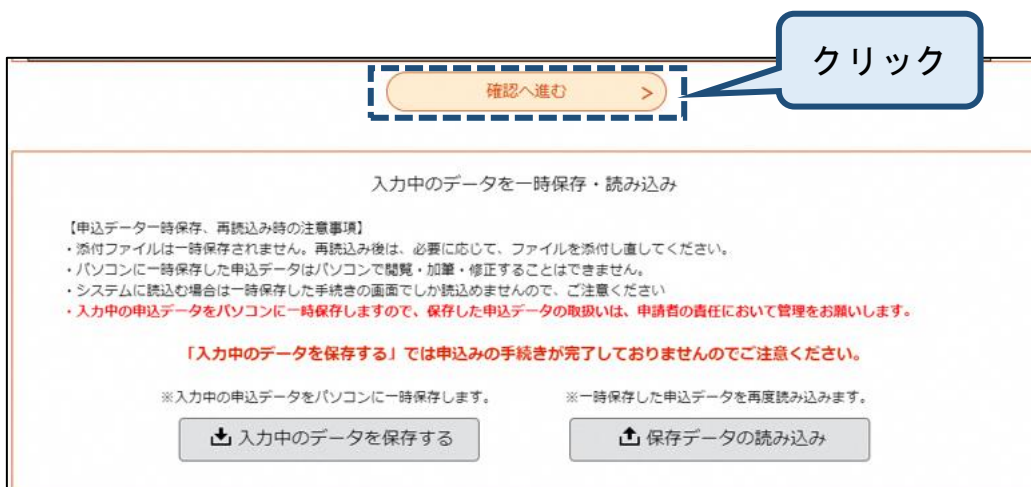 クリック
確認へ進む >
入力中のデータを一時保存・読み込み
【申込データ一時保存、再読込み時の注意事項】
・添付ファイルは一時保存されません。再読込み後は、必要に応じて、ファイルを添付し直してください。
・パソコンに一時保存した申込データはパソコンで閲覧・加筆・修正することはできません。
・システムに読込む場合は一時保存した手続きの画面でしか読込めませんので、ご注意ください
・入力中の申込データをパソコンに一時保存しますので、保存した申込データの取扱いは、申請者の責任において管理をお願いします。
「入力中のデータを保存する」では申込みの手続きが完了しておりませんのでご注意ください。
※入力中の申込データをパソコンに一時保存します。
※一時保存した申込データを再度読み込みます。
入力中のデータを保存する
保存データの読み込み